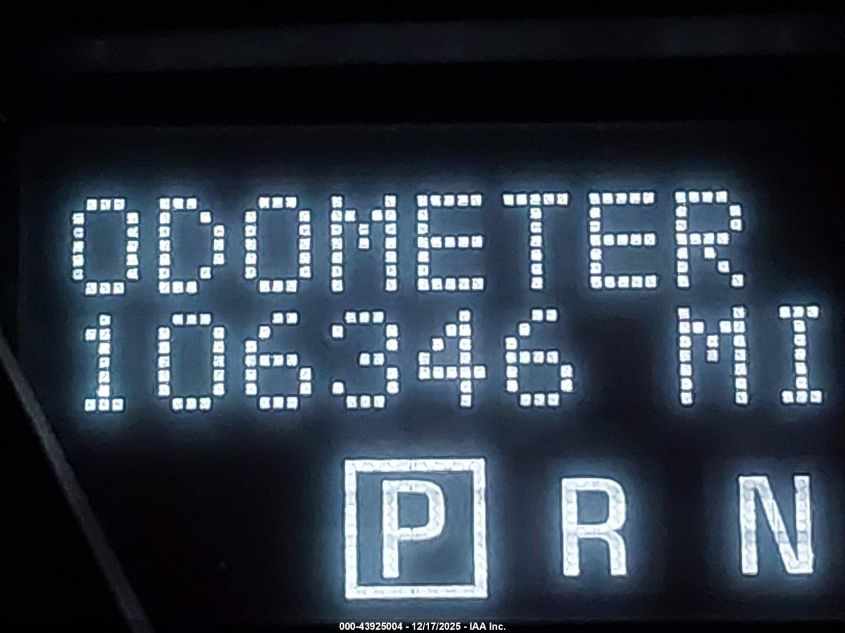 ODOMETER
106346 MI
P R N
000-43925004 - 12/17/2025 - IAA Inc.